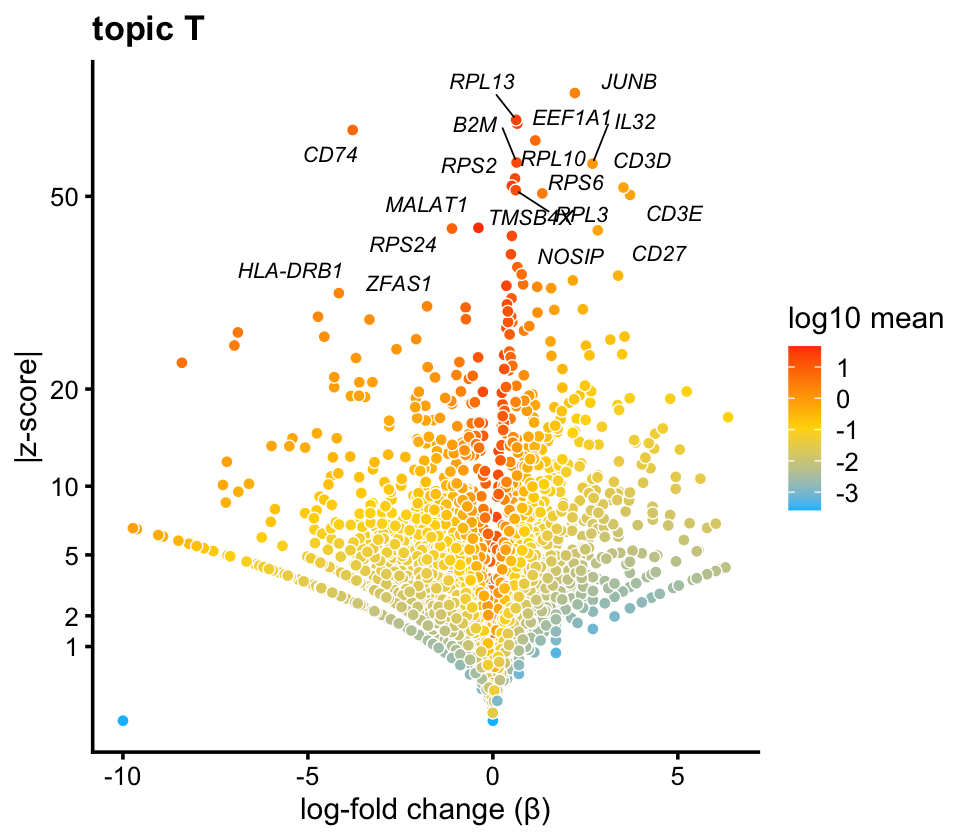 topic T
RPL13
JUNB
B2M
EEF1A1
IL32
CD74
RPS2
RPL10
CD3D
RPS6
MALAT1
TMSB4X
RPL3
CD3E
RPS24
NOSIP
CD27
HLA-DRB1
ZFAS1
|z-score|
50
20
10
5
2
1
-10
-5
0
5
log-fold change (β)
log10 mean
1
0
-1
-2
-3